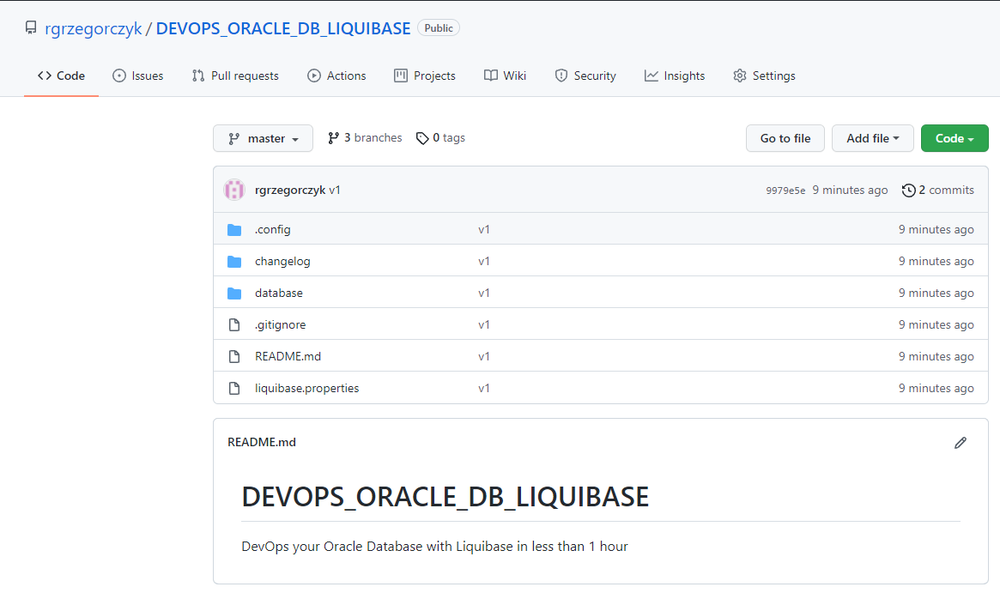 rgrzegorczyk / DEVOPS_ORACLE_DB_LIQUIBASE Public
Code Issues Pull requests Actions Projects Wiki Security Insights Settings
master 3 branches 0 tags Go to file Add file Code
rgrzegorczyk v1 9979e5e 9 minutes ago 2 commits
.config v1 9 minutes ago
changelog v1 9 minutes ago
database v1 9 minutes ago
.gitignore v1 9 minutes ago
README.md v1 9 minutes ago
liquibase.properties v1 9 minutes ago
README.md
DEVOPS_ORACLE_DB_LIQUIBASE
DevOps your Oracle Database with Liquibase in less than 1 hour